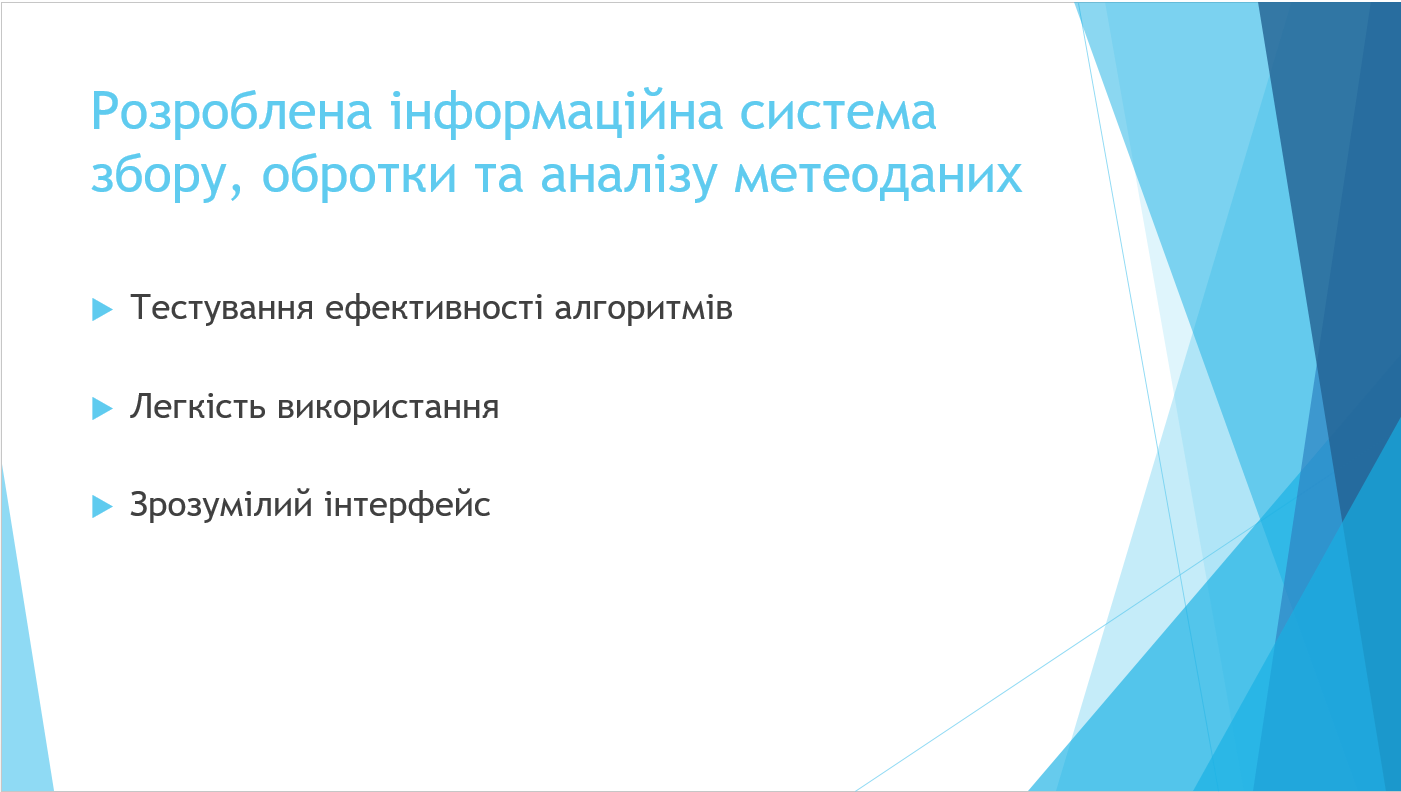 Розроблена інформаційна система
збору, обротки та аналізу метеоданих
Тестування ефективності алгоритмів
Легкість використання
Зрозумілий інтерфейс